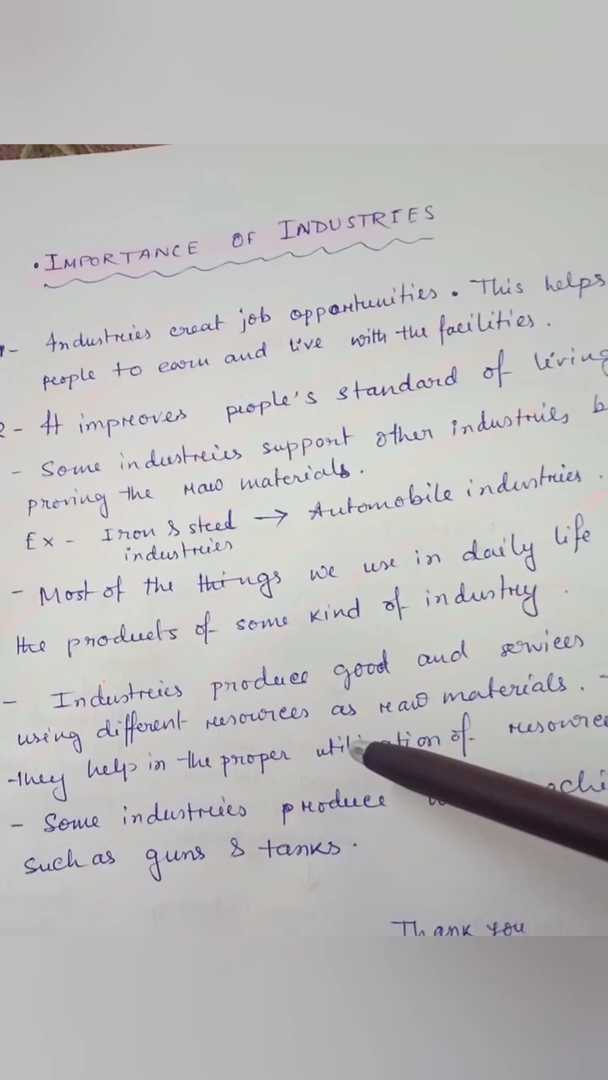 • IMPORTANCE OF INDUSTRIES
1- Industries creat job opportunities. This helps
people to earn and live with the facilities.
2- It improves people's standard of living
- Some industries support other industries b
proving the raw materials.
Ex - Iron & steel → Automobile industries.
industries
- Most of the things we use in daily life
the products of some kind of industry.
- Industries produce good and services
using different resources as raw materials. -
-they help in the proper of resource
- Some industries produce
such as guns & tanks.
Thank you